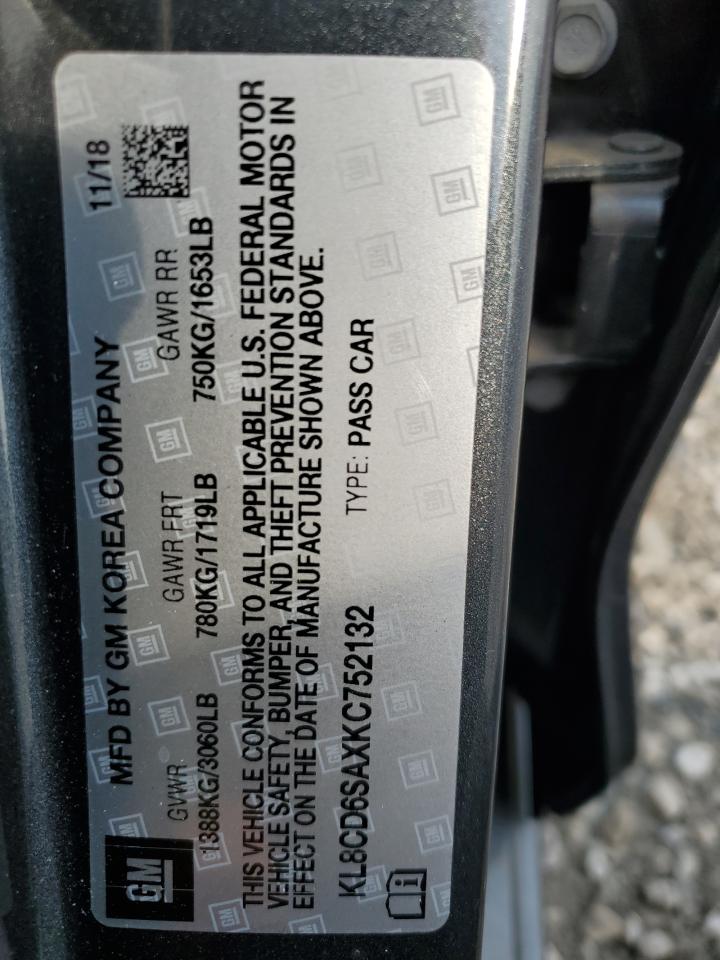 GM
MFD BY GM KOREA COMPANY 11/18
GVWR GAWR FRT GAWR RR
1388KG/3060LB 780KG/1719LB 750KG/1653LB
THIS VEHICLE CONFORMS TO ALL APPLICABLE U.S. FEDERAL MOTOR
VEHICLE SAFETY, BUMPER, AND THEFT PREVENTION STANDARDS IN
EFFECT ON THE DATE OF MANUFACTURE SHOWN ABOVE.
KL8CD6SAXKC752132 TYPE: PASS CAR